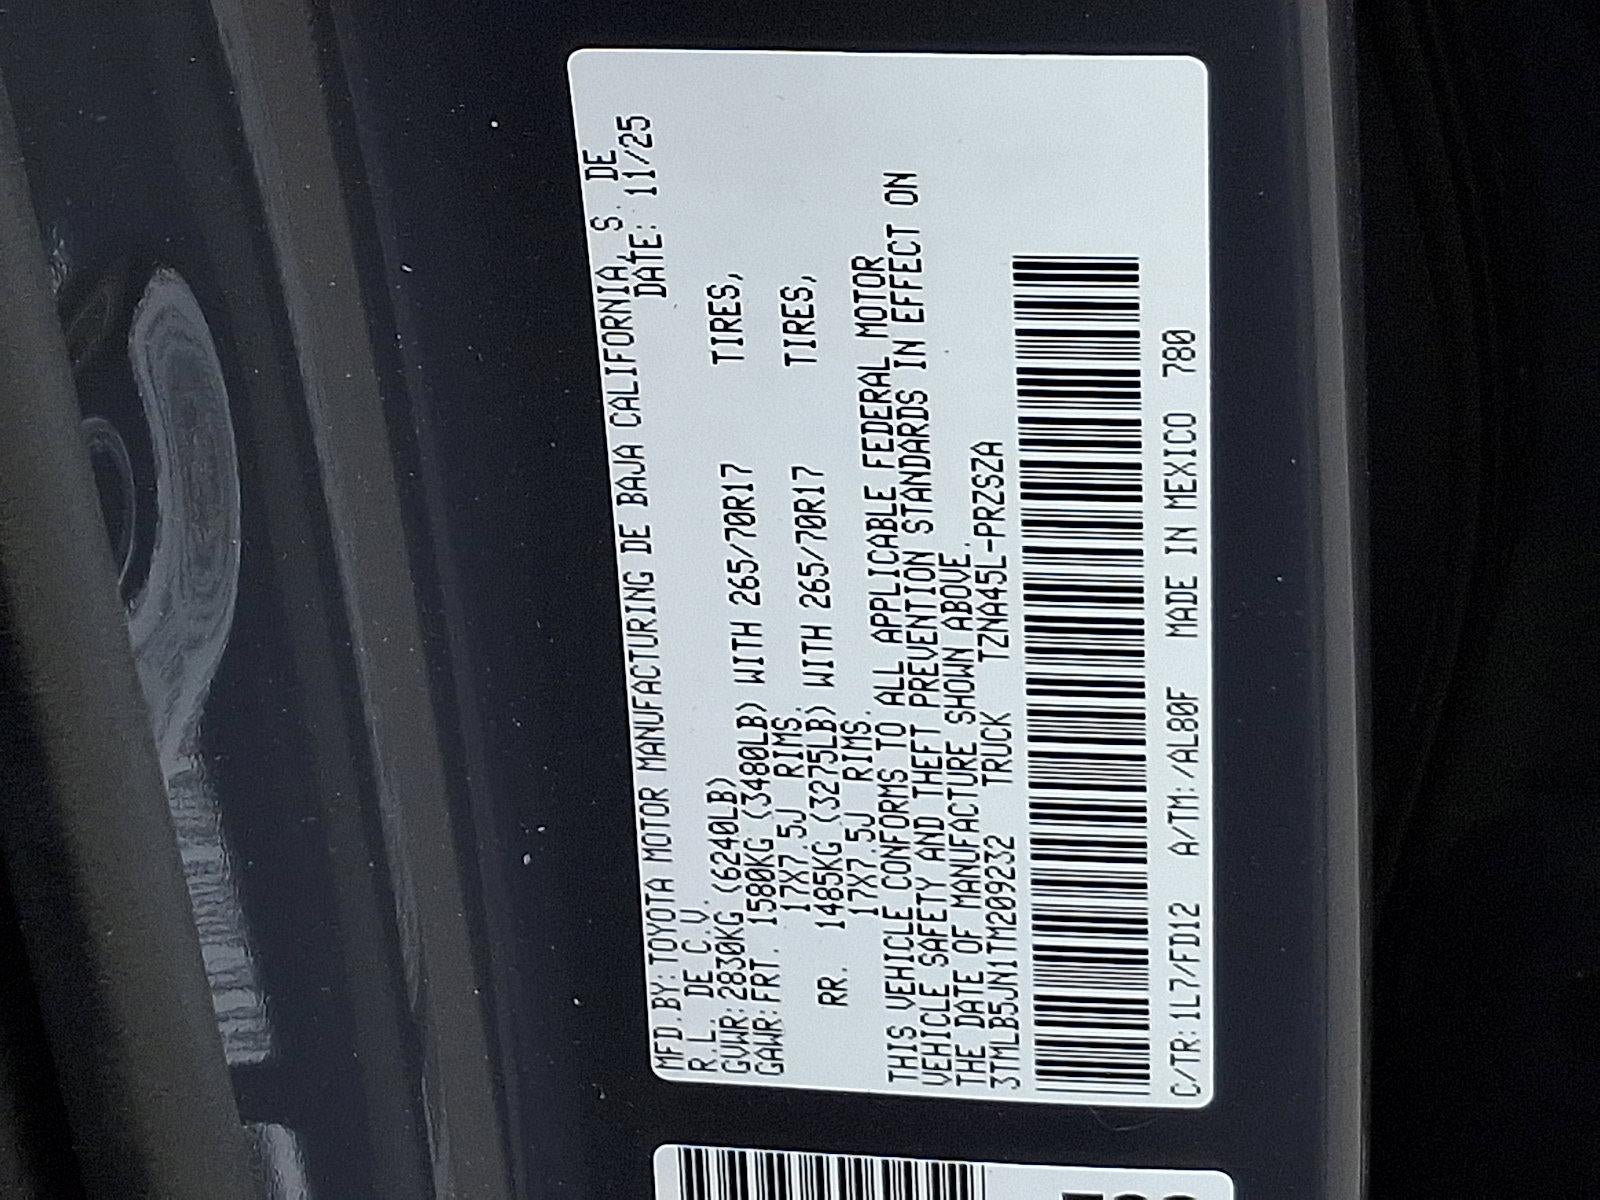 MFD.BY:TOYOTA MOTOR MANUFACTURING DE BAJA CALIFORNIA, S. DE
R.L. DE C.V. DATE: 11/25
GVWR:2830KG (6240LB)
GAWR:FRT. 1580KG (3480LB) WITH 265/70R17 TIRES,
17X7.5J RIMS.
RR. 1485KG (3275LB) WITH 265/70R17 TIRES,
17X7.5J RIMS.
THIS VEHICLE CONFORMS TO ALL APPLICABLE FEDERAL MOTOR
VEHICLE SAFETY AND THEFT PREVENTION STANDARDS IN EFFECT ON
THE DATE OF MANUFACTURE SHOWN ABOVE.
3TMLB5JN1TM209232 TRUCK TZNA45L-PRZSZA
C/TR:1L7/FD12 A/TM:/AL80F MADE IN MEXICO 780